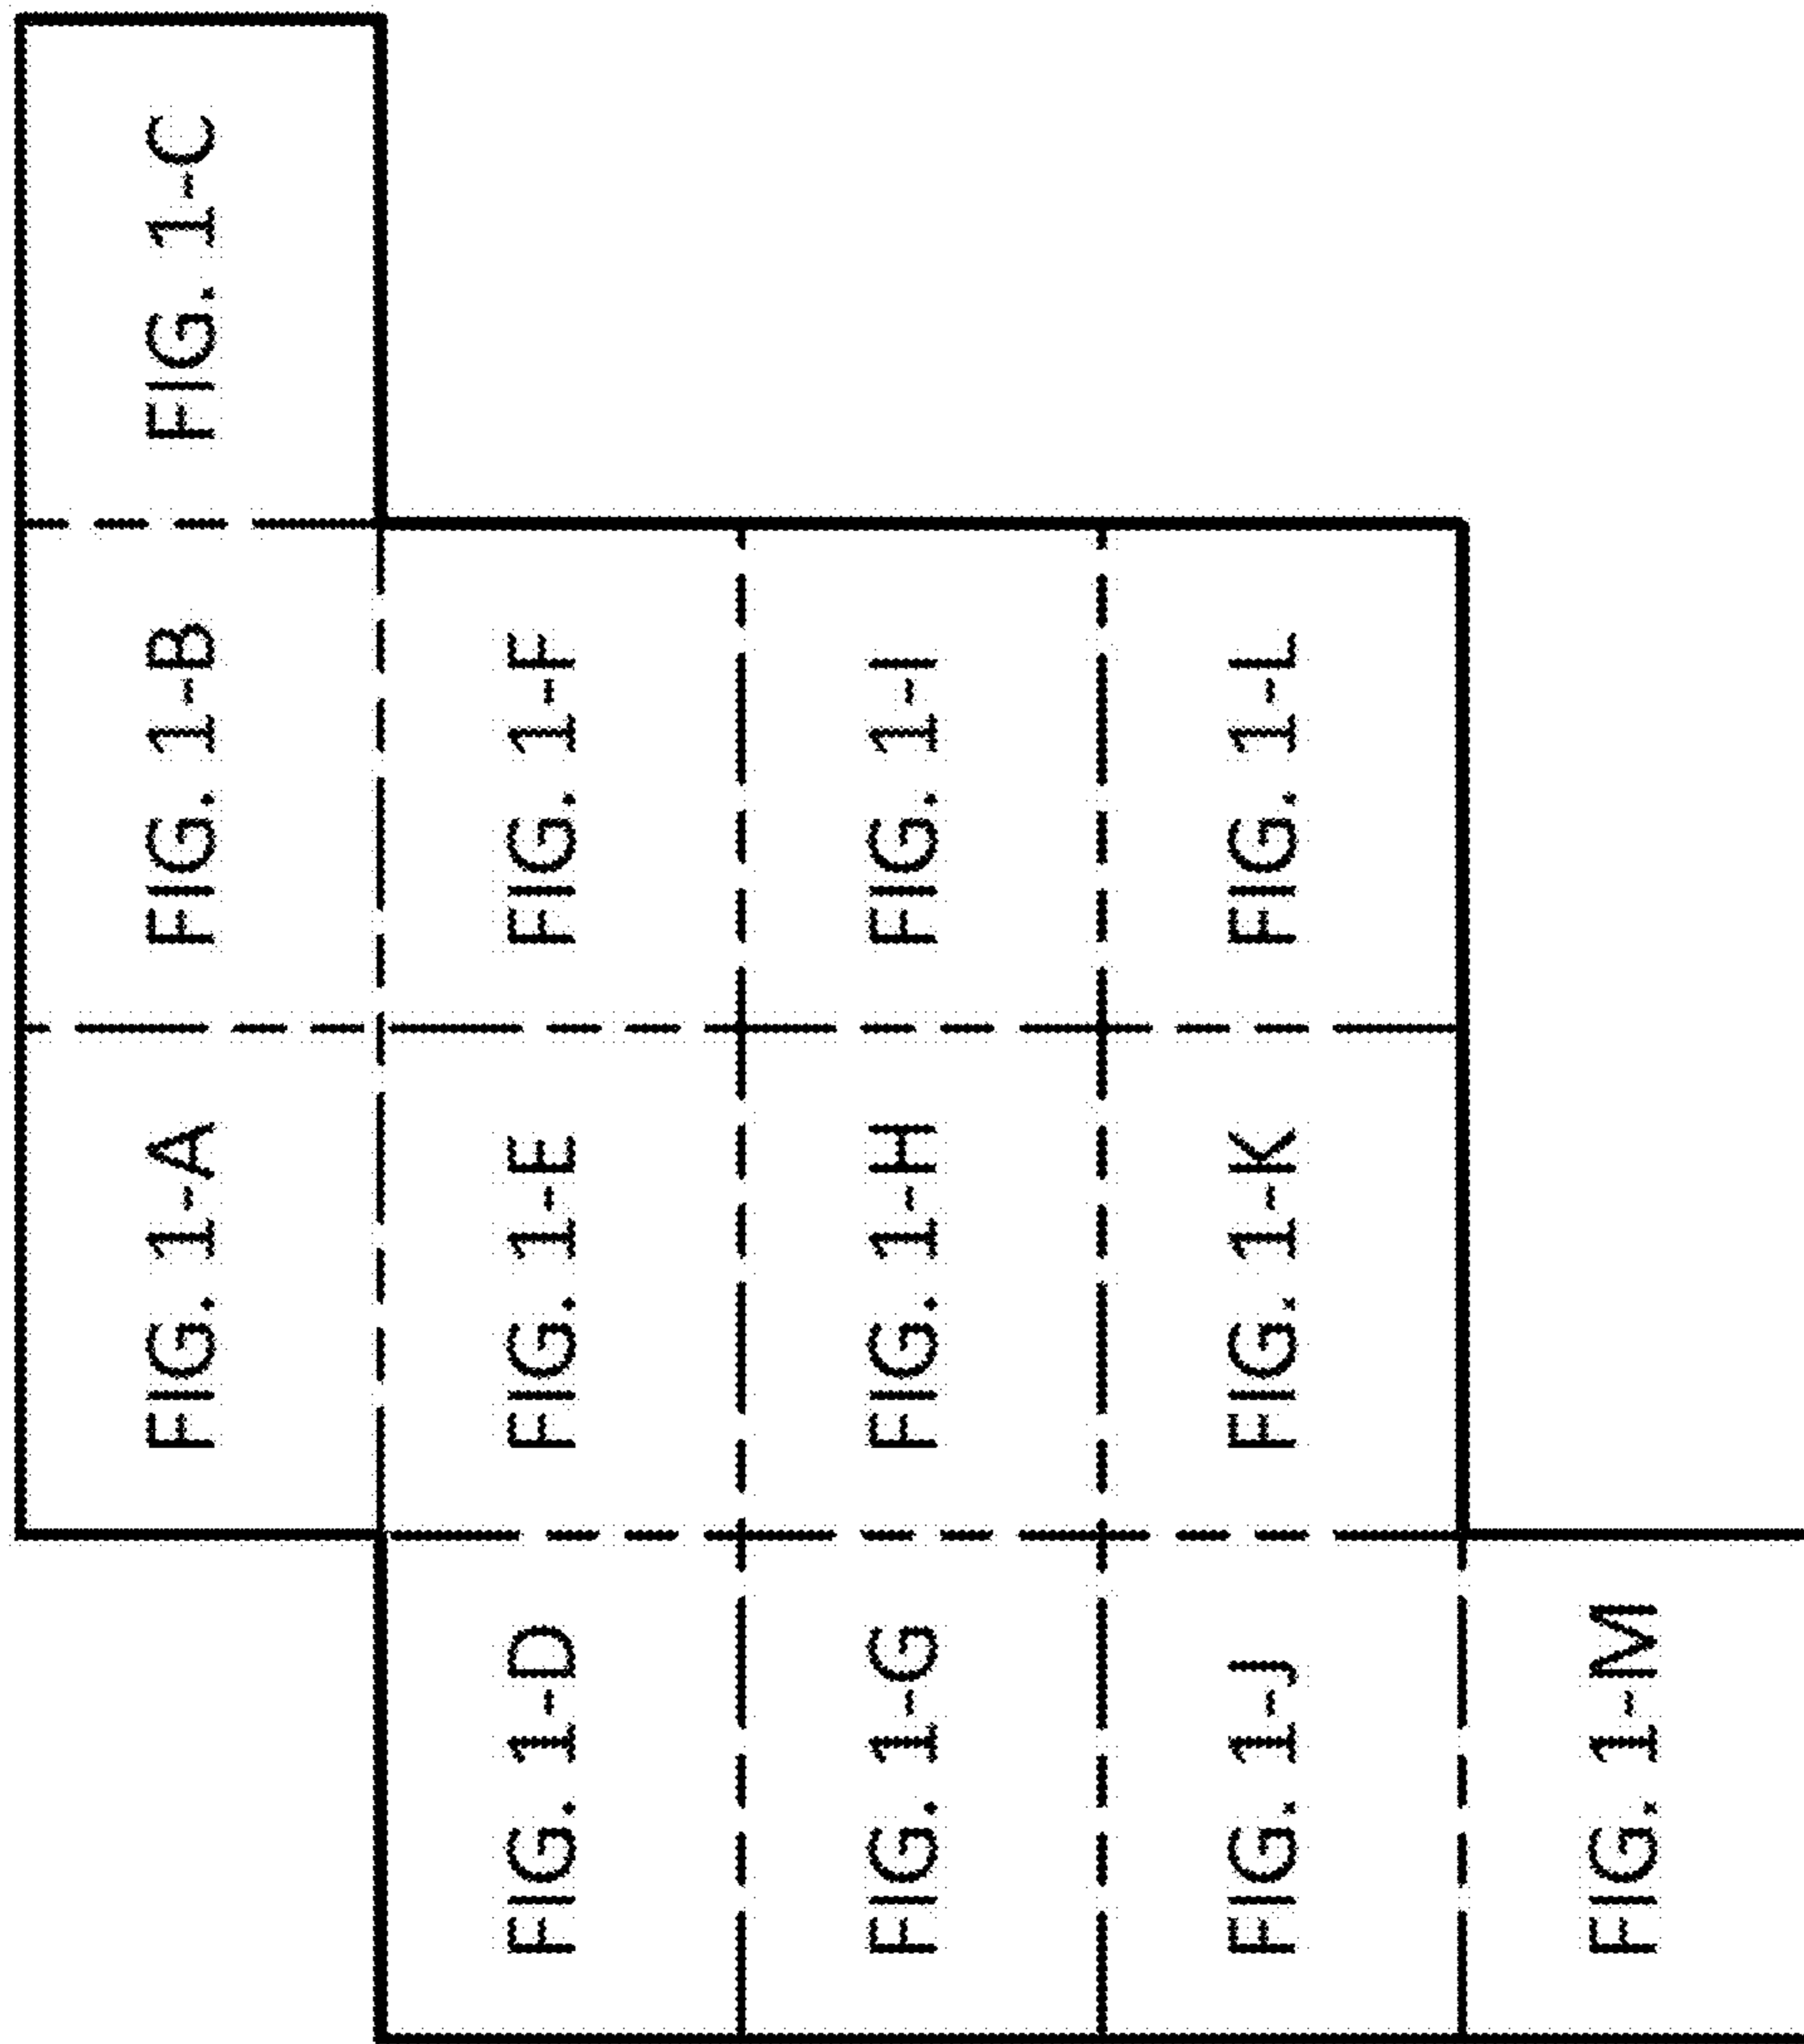 FIG. 1-A
FIG. 1-B
FIG. 1-C
FIG. 1-D
FIG. 1-E
FIG. 1-F
FIG. 1-G
FIG. 1-H
FIG. 1-I
FIG. 1-J
FIG. 1-K
FIG. 1-L
FIG. 1-M